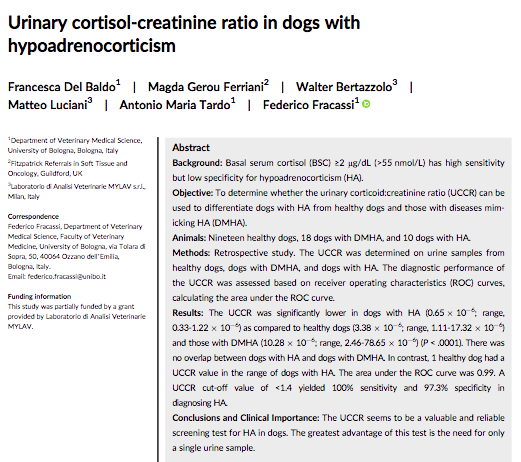 Urinary cortisol-creatinine ratio in dogs with
hypoadrenocorticism
Francesca Del Baldo1 | Magda Gerou Ferriani2 | Walter Bertazzolo3 |
Matteo Luciani3 | Antonio Maria Tardo1 | Federico Fracassi1
1Department of Veterinary Medical Science,
University of Bologna, Bologna, Italy
2Fitzpatrick Referrals in Soft Tissue and
Oncology, Guildford, UK
3Laboratorio di Analisi Veterinarie MYLAV s.r.l.,
Milan, Italy
Correspondence
Federico Fracassi, Department of Veterinary
Medical Science, Faculty of Veterinary
Medicine, University of Bologna, via Tolara di
Sopra, 50, 40064 Ozzano dell'Emilia,
Bologna, Italy.
Email: federico.fracassi@unibo.it
Funding information
This study was partially funded by a grant
provided by Laboratorio di Analisi Veterinarie
MYLAV.
Abstract
Background: Basal serum cortisol (BSC) ≥2 μg/dL (>55 nmol/L) has high sensitivity
but low specificity for hypoadrenocorticism (HA).
Objective: To determine whether the urinary corticoid:creatinine ratio (UCCR) can be
used to differentiate dogs with HA from healthy dogs and those with diseases mim-
icking HA (DMHA).
Animals: Nineteen healthy dogs, 18 dogs with DMHA, and 10 dogs with HA.
Methods: Retrospective study. The UCCR was determined on urine samples from
healthy dogs, dogs with DMHA, and dogs with HA. The diagnostic performance of
the UCCR was assessed based on receiver operating characteristics (ROC) curves,
calculating the area under the ROC curve.
Results: The UCCR was significantly lower in dogs with HA (0.65 × 10−6; range,
0.33-1.22 × 10−6) as compared to healthy dogs (3.38 × 10−6; range, 1.11-17.32 × 10−6)
and those with DMHA (10.28 × 10−6; range, 2.46-78.65 × 10−6) (P < .0001). There was
no overlap between dogs with HA and dogs with DMHA. In contrast, 1 healthy dog had a
UCCR value in the range of dogs with HA. The area under the ROC curve was 0.99. A
UCCR cut-off value of <1.4 yielded 100% sensitivity and 97.3% specificity in
diagnosing HA.
Conclusions and Clinical Importance: The UCCR seems to be a valuable and reliable
screening test for HA in dogs. The greatest advantage of this test is the need for only
a single urine sample.